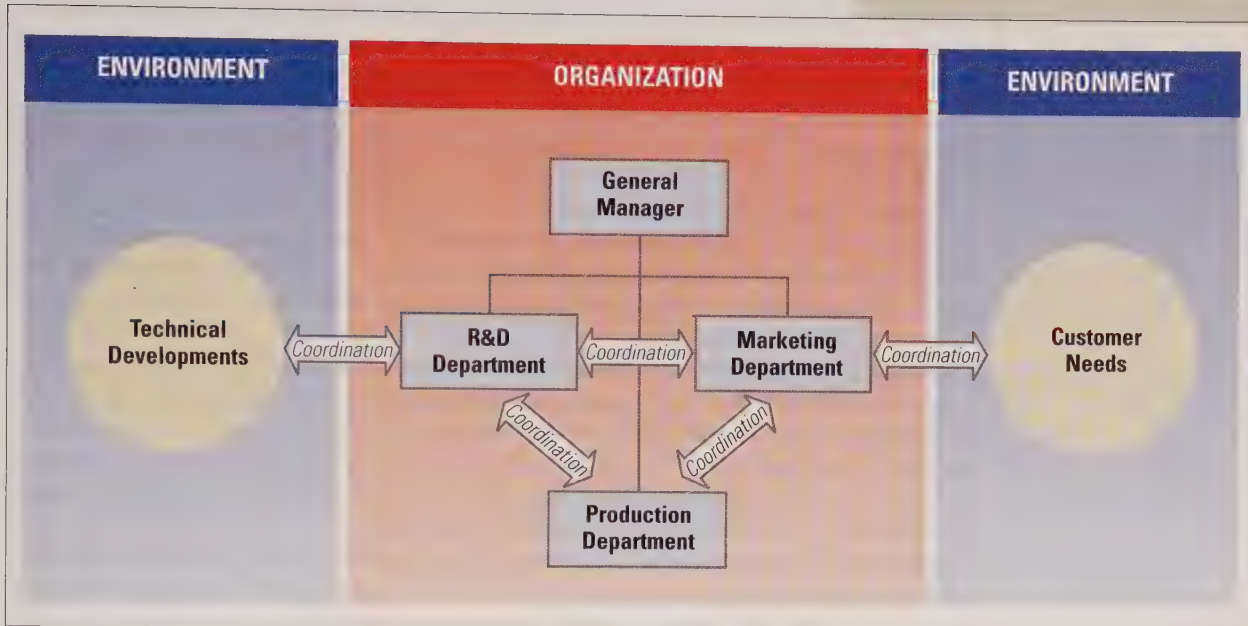 ENVIRONMENT
ORGANIZATION
ENVIRONMENT
General
Manager
Technical
Developments
Coordination
R&D
Department
Coordination
Marketing
Department
Coordination
Customer
Needs
Coordination
Coordination
Production
Department